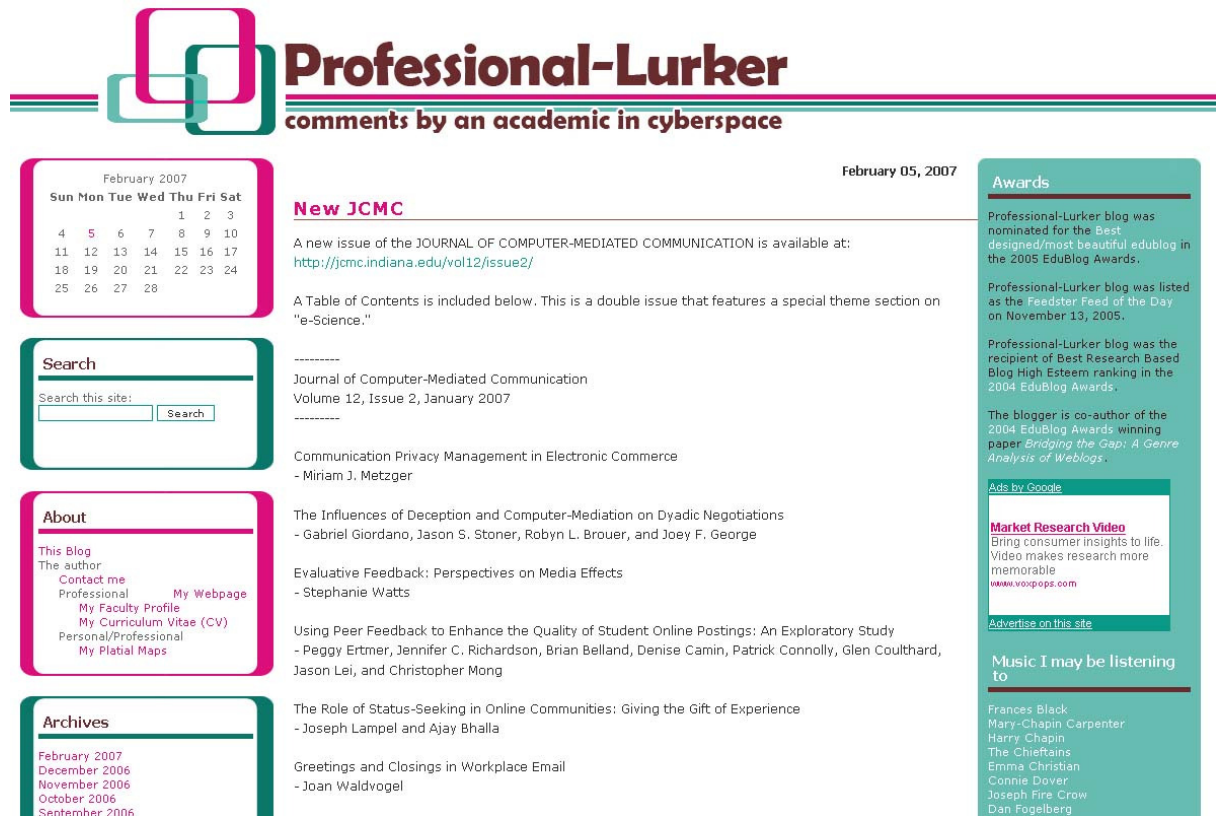 Professional-Lurker
comments by an academic in cyberspace
February 2007
Sun Mon Tue Wed Thu Fri Sat
1 2 3
4 5 6 7 8 9 10
11 12 13 14 15 16 17
18 19 20 21 22 23 24
25 26 27 28
Search
Search this site:
Search
About
This Blog
The author
Contact me
Professional My Webpage
My Faculty Profile
My Curriculum Vitae (CV)
Personal/Professional
My Platial Maps
Archives
February 2007
December 2006
November 2006
October 2006
September 2006
February 05, 2007
New JCMC
A new issue of the JOURNAL OF COMPUTER-MEDIATED COMMUNICATION is available at:
http://jcmc.indiana.edu/vol12/issue2/
A Table of Contents is included below. This is a double issue that features a special theme section on
"e-Science."
---------
Journal of Computer-Mediated Communication
Volume 12, Issue 2, January 2007
---------
Communication Privacy Management in Electronic Commerce
- Miriam J. Metzger
The Influences of Deception and Computer-Mediation on Dyadic Negotiations
- Gabriel Giordano, Jason S. Stoner, Robyn L. Brouer, and Joey F. George
Evaluative Feedback: Perspectives on Media Effects
- Stephanie Watts
Using Peer Feedback to Enhance the Quality of Student Online Postings: An Exploratory Study
- Peggy Ertmer, Jennifer C. Richardson, Brian Belland, Denise Camin, Patrick Connolly, Glen Coulthard,
Jason Lei, and Christopher Mong
The Role of Status-Seeking in Online Communities: Giving the Gift of Experience
- Joseph Lampel and Ajay Bhalla
Greetings and Closings in Workplace Email
- Joan Waldvogel
Awards
Professional-Lurker blog was
nominated for the Best
designed/most beautiful edublog in
the 2005 EduBlog Awards.
Professional-Lurker blog was listed
as the Feedster Feed of the Day
on November 13, 2005.
Professional-Lurker blog was the
recipient of Best Research Based
Blog High Esteem ranking in the
2004 EduBlog Awards.
The blogger is co-author of the
2004 EduBlog Awards winning
paper Bridging the Gap: A Genre
Analysis of Weblogs.
Ads by Google
Market Research Video
Bring consumer insights to life.
Video makes research more
memorable
www.voxpops.com
Advertise on this site
Music I may be listening
to
Frances Black
Mary-Chapin Carpenter
Harry Chapin
The Chieftains
Emma Christian
Connie Dover
Joseph Fire Crow
Dan Fogelberg